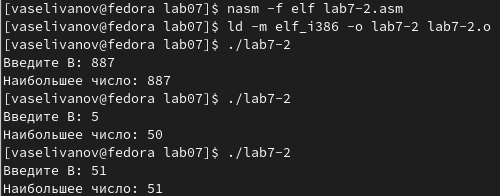 [vaselivanov@fedora lab07]$ nasm -f elf lab7-2.asm
[vaselivanov@fedora lab07]$ ld -m elf_i386 -o lab7-2 lab7-2.o
[vaselivanov@fedora lab07]$ ./lab7-2
Введите B: 887
Наибольшее число: 887
[vaselivanov@fedora lab07]$ ./lab7-2
Введите B: 5
Наибольшее число: 50
[vaselivanov@fedora lab07]$ ./lab7-2
Введите B: 51
Наибольшее число: 51